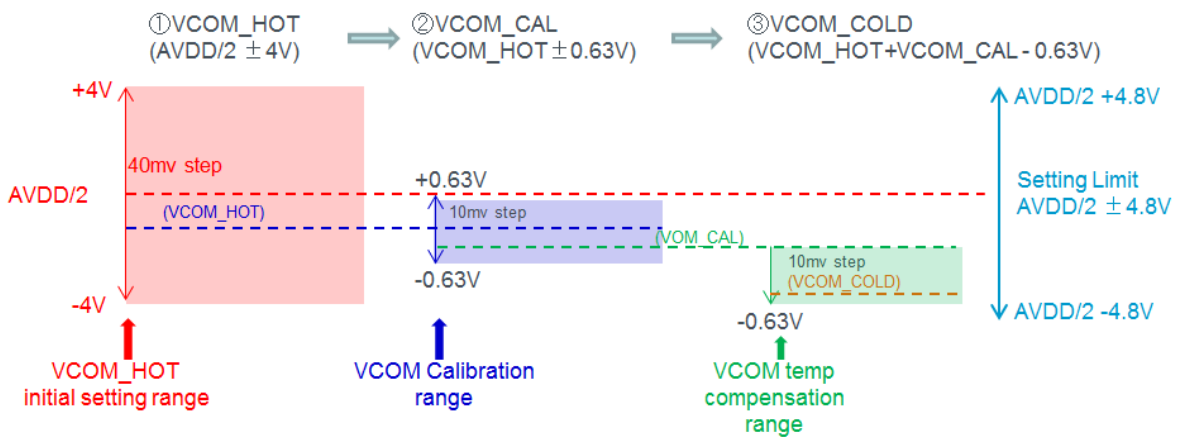 ①VCOM_HOT
(AVDD/2 ±4V)
②VCOM_CAL
(VCOM_HOT±0.63V)
③VCOM_COLD
(VCOM_HOT+VCOM_CAL - 0.63V)
+4V
40mv step
AVDD/2
(VCOM_HOT)
-4V
+0.63V
10mv step
-0.63V
(VOM_CAL)
10mv step
(VCOM_COLD)
-0.63V
AVDD/2 +4.8V
Setting Limit
AVDD/2 ±4.8V
AVDD/2 -4.8V
VCOM_HOT
initial setting range
VCOM Calibration
range
VCOM temp
compensation
range